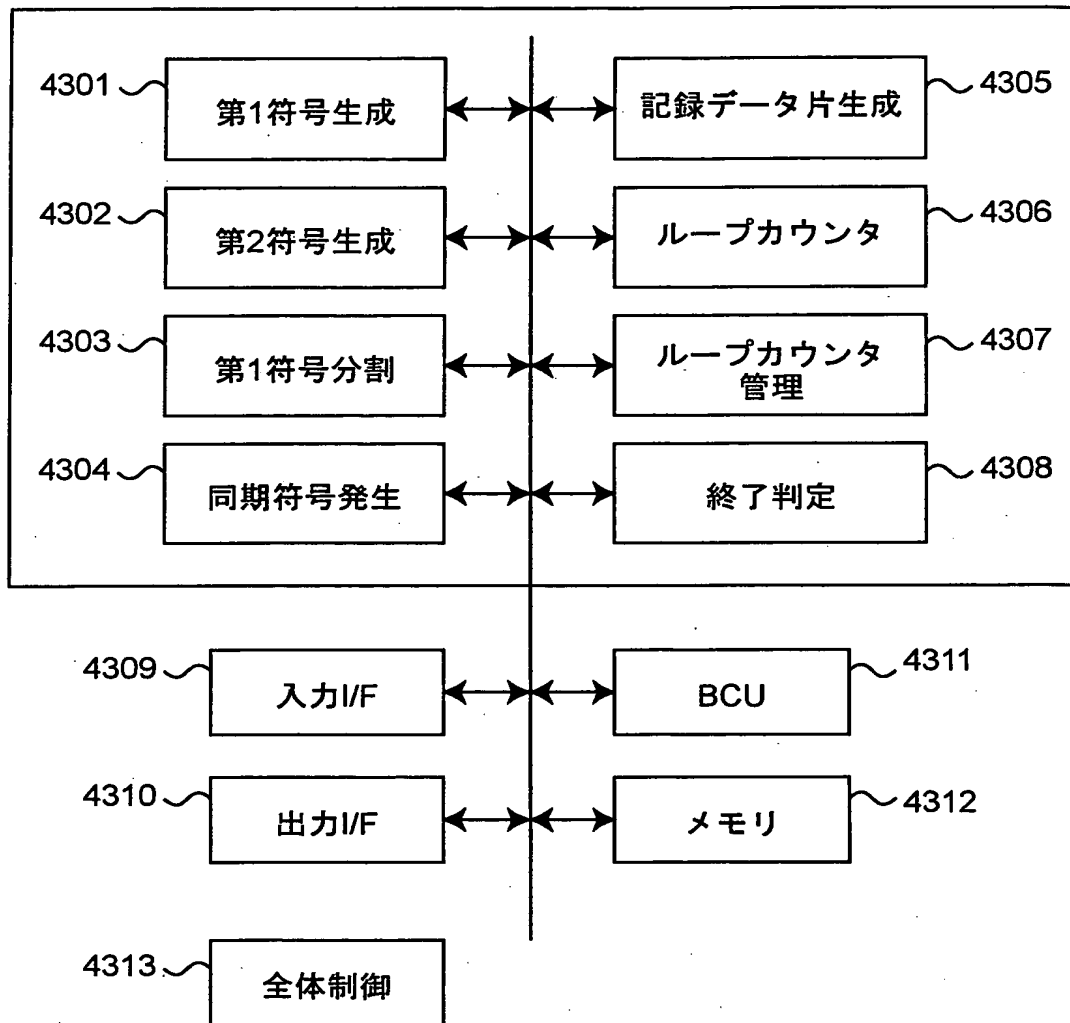 4301
第1符号生成
記録データ片生成
4305
4302
第2符号生成
ループカウンタ
4306
4303
第1符号分割
ループカウンタ
管理
4307
4304
同期符号発生
終了判定
4308
4309
入力I/F
BCU
4311
4310
出力I/F
メモリ
4312
4313
全体制御